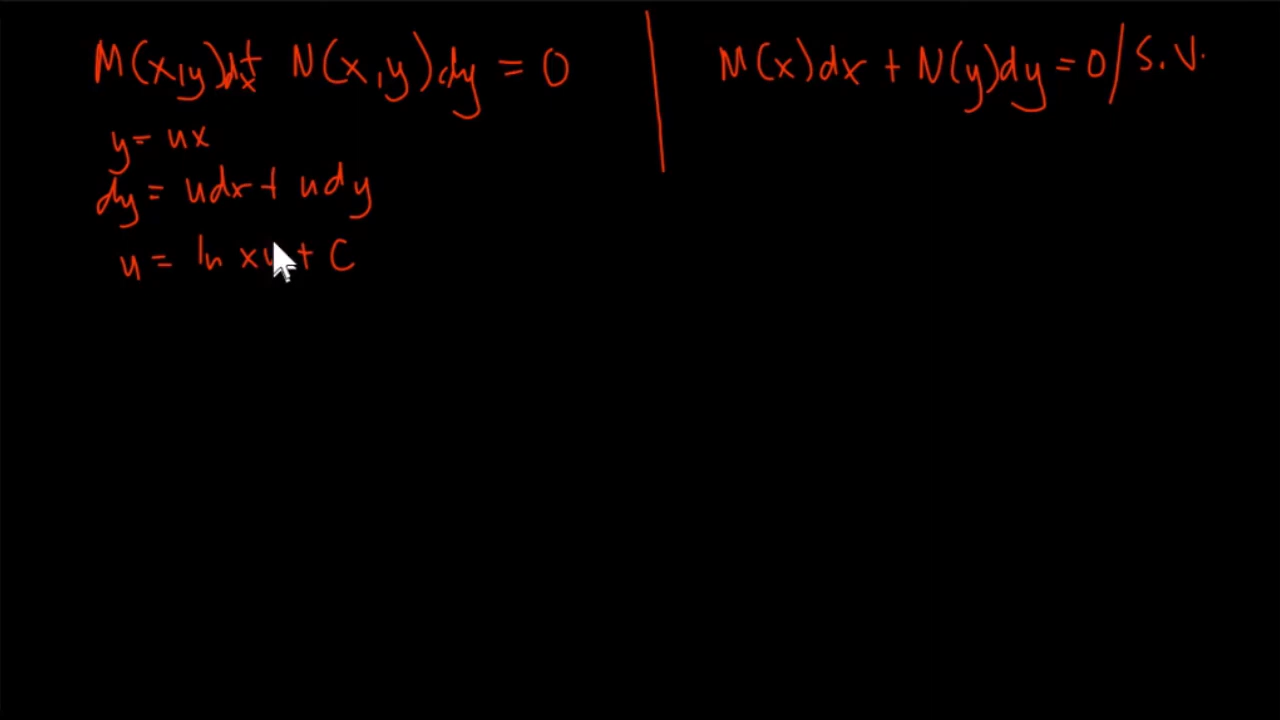 M(x,y)dx + N(x,y)dy = 0
M(x)dx + N(y)dy = 0 / S.V.
y = ux
dy = udx + udy
u = ln x + C